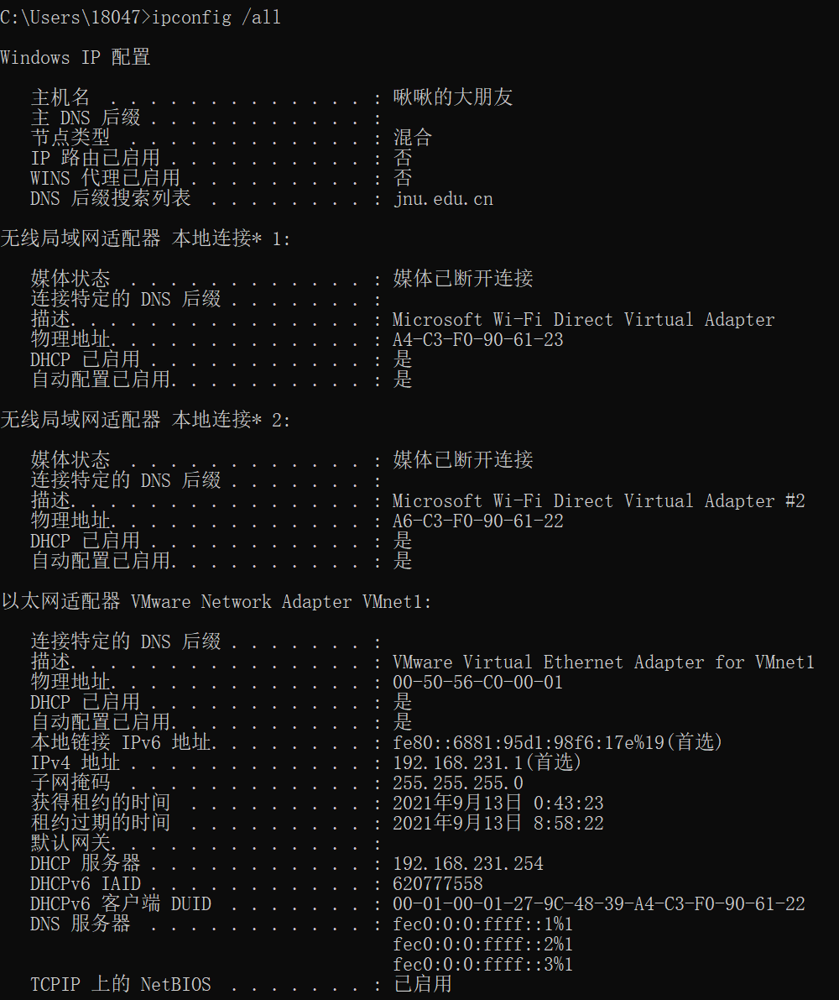 C:\Users\18047>ipconfig /all
Windows IP 配置
主机名 . . . . . . . . . . . . . : 啾啾的大朋友
主 DNS 后缀 . . . . . . . . . . . :
节点类型 . . . . . . . . . . . . : 混合
IP 路由已启用 . . . . . . . . . . : 否
WINS 代理已启用 . . . . . . . . . : 否
DNS 后缀搜索列表 . . . . . . . . : jnu.edu.cn
无线局域网适配器 本地连接* 1:
媒体状态 . . . . . . . . . . . . : 媒体已断开连接
连接特定的 DNS 后缀 . . . . . . . :
描述. . . . . . . . . . . . . . . : Microsoft Wi-Fi Direct Virtual Adapter
物理地址. . . . . . . . . . . . . : A4-C3-F0-90-61-23
DHCP 已启用 . . . . . . . . . . . : 是
自动配置已启用. . . . . . . . . . : 是
无线局域网适配器 本地连接* 2:
媒体状态 . . . . . . . . . . . . : 媒体已断开连接
连接特定的 DNS 后缀 . . . . . . . :
描述. . . . . . . . . . . . . . . : Microsoft Wi-Fi Direct Virtual Adapter #2
物理地址. . . . . . . . . . . . . : A6-C3-F0-90-61-22
DHCP 已启用 . . . . . . . . . . . : 是
自动配置已启用. . . . . . . . . . : 是
以太网适配器 VMware Network Adapter VMnet1:
连接特定的 DNS 后缀 . . . . . . . :
描述. . . . . . . . . . . . . . . : VMware Virtual Ethernet Adapter for VMnet1
物理地址. . . . . . . . . . . . . : 00-50-56-C0-00-01
DHCP 已启用 . . . . . . . . . . . : 是
自动配置已启用. . . . . . . . . . : 是
本地链接 IPv6 地址. . . . . . . . : fe80::6881:95d1:98f6:17e%19(首选)
IPv4 地址 . . . . . . . . . . . . : 192.168.231.1(首选)
子网掩码 . . . . . . . . . . . . : 255.255.255.0
获得租约的时间 . . . . . . . . . : 2021年9月13日 0:43:23
租约过期的时间 . . . . . . . . . : 2021年9月13日 8:58:22
默认网关. . . . . . . . . . . . . :
DHCP 服务器 . . . . . . . . . . . : 192.168.231.254
DHCPv6 IAID . . . . . . . . . . . : 620777558
DHCPv6 客户端 DUID . . . . . . . : 00-01-00-01-27-9C-48-39-A4-C3-F0-90-61-22
DNS 服务器 . . . . . . . . . . . : fec0:0:0:ffff::1%1
fec0:0:0:ffff::2%1
fec0:0:0:ffff::3%1
TCPIP 上的 NetBIOS . . . . . . . : 已启用